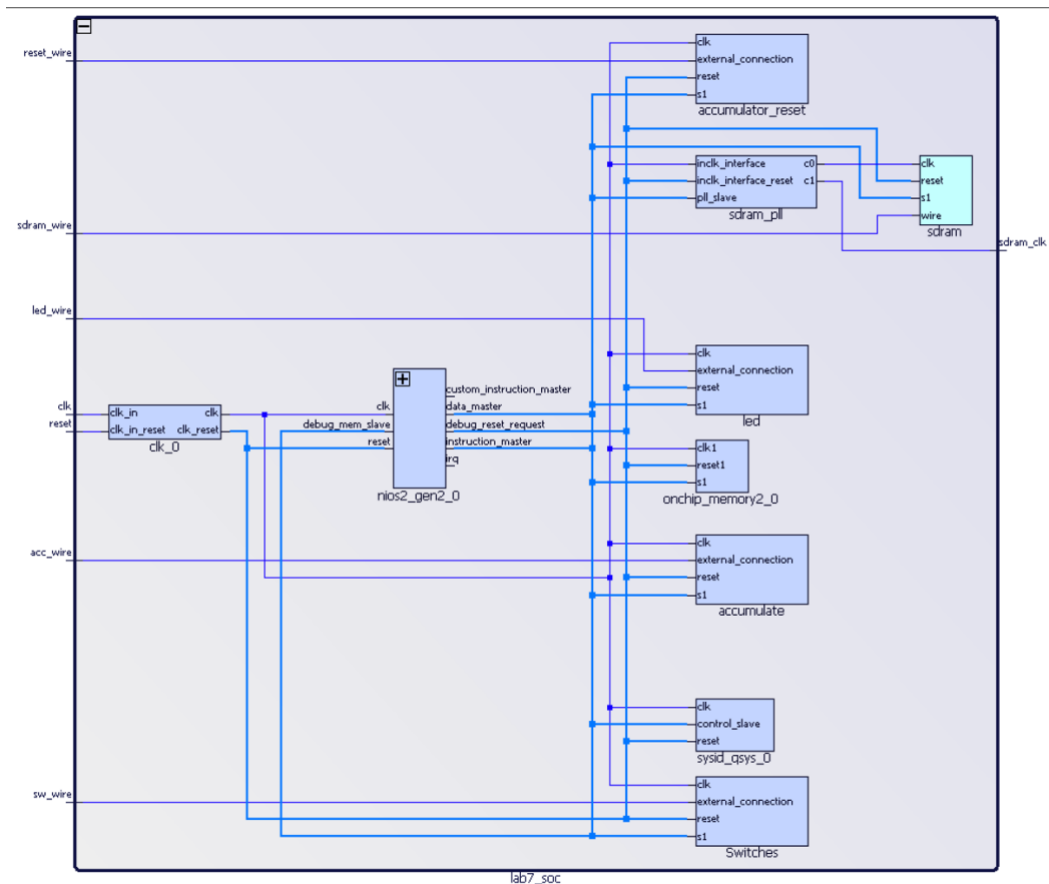 reset_wire
clk
external_connection
reset
s1
accumulator_reset
inclk_interface c0
inclk_interface_reset c1
pll_slave
sdram_pll
clk
reset
s1
wire
sdram
sdram_wire
sdram_clk
led_wire
clk
external_connection
reset
s1
led
clk
reset
clk_in clk
clk_in_reset clk_reset
clk_0
custom_instruction_master
clk data_master
debug_mem_slave debug_reset_request
reset instruction_master
irq
nios2_gen2_0
clk1
reset1
s1
onchip_memory2_0
acc_wire
clk
external_connection
reset
s1
accumulate
clk
control_slave
reset
sysid_qsys_0
sw_wire
clk
external_connection
reset
s1
Switches
lab7_soc